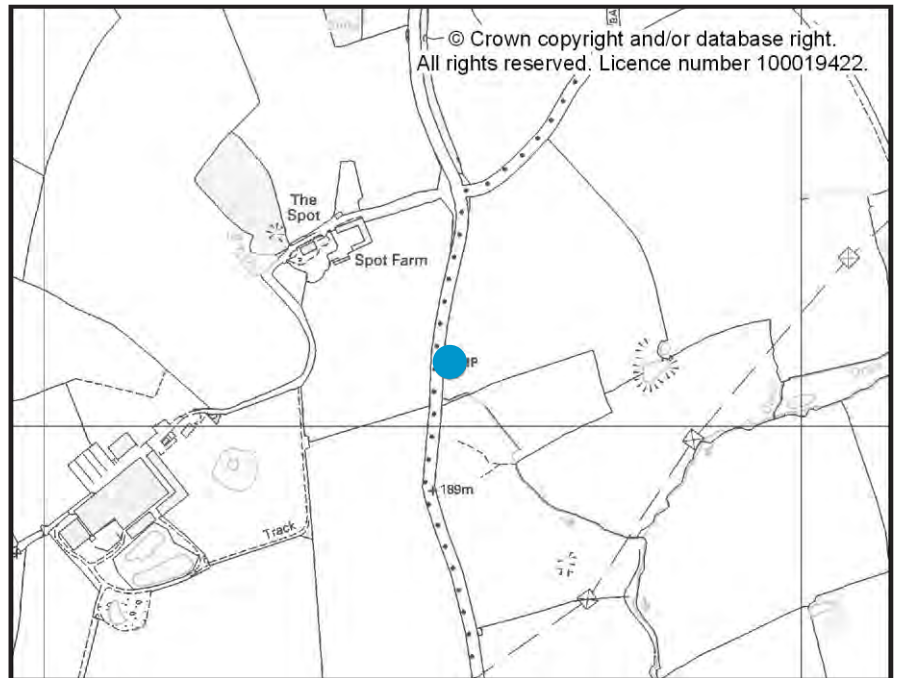 © Crown copyright and/or database right.
All rights reserved. Licence number 100019422.
The
Spot
Spot Farm
189m
Track